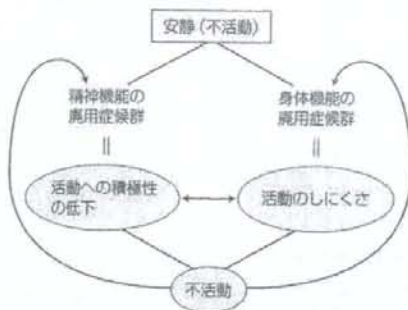 安静(不活動)
精神機能の
廃用症候群
身体機能の
廃用症候群
活動への積極性
の低下
活動のしにくさ
不活動